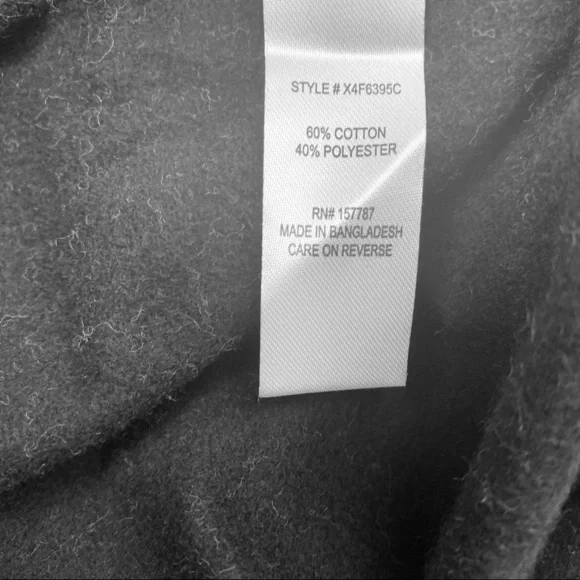 STYLE # X4F6395C
60% COTTON
40% POLYESTER
RN# 157787
MADE IN BANGLADESH
CARE ON REVERSE